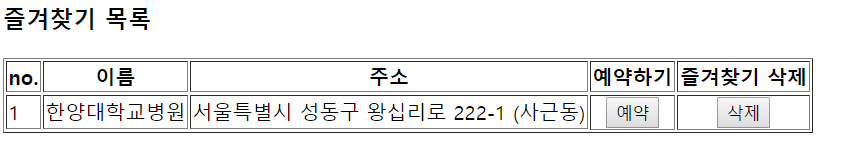 즐겨찾기 목록
no. 이름 주소 예약하기 즐겨찾기 삭제
1 한양대학교병원 서울특별시 성동구 왕십리로 222-1 (사근동) 예약 삭제